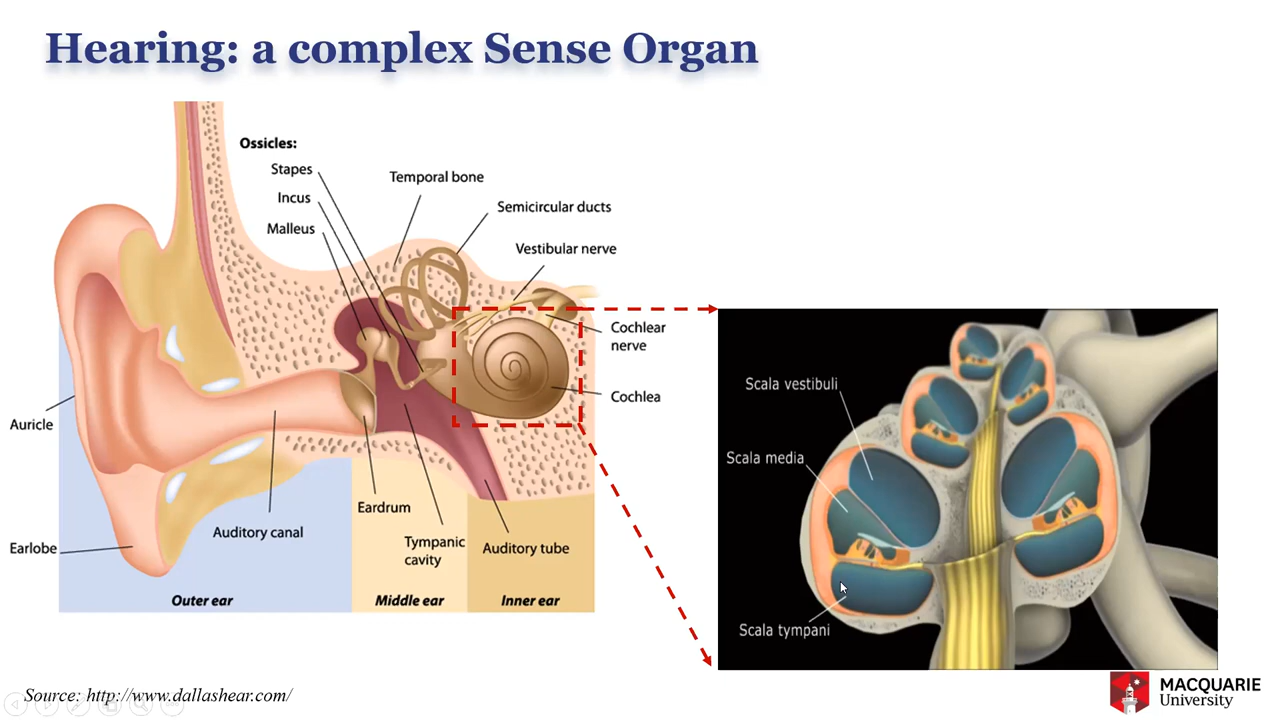 Hearing: a complex Sense Organ
Ossicles:
Stapes
Incus
Malleus
Temporal bone
Semicircular ducts
Vestibular nerve
Cochlear
nerve
Cochlea
Auricle
Earlobe
Auditory canal
Eardrum
Tympanic
cavity
Auditory tube
Outer ear
Middle ear
Inner ear
Scala vestibuli
Scala media
Scala tympani
Source: http://www.dallashear.com/
MACQUARIE
University